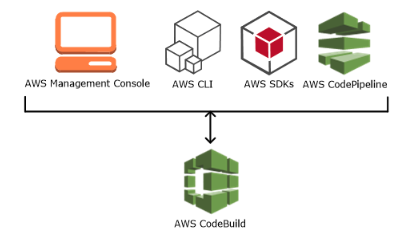 AWS Management Console
AWS CLI
AWS SDKs
AWS CodePipeline
AWS CodeBuild